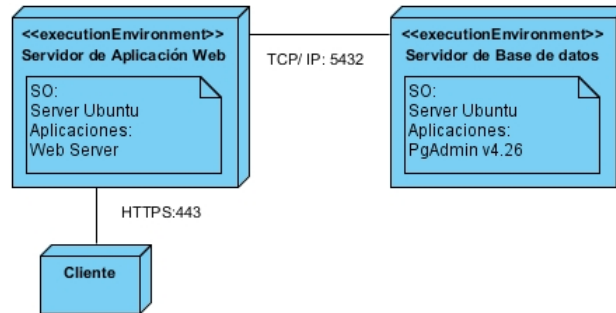 <<executionEnvironment>>
Servidor de Aplicación Web
SO:
Server Ubuntu
Aplicaciones:
Web Server
TCP/ IP: 5432
<<executionEnvironment>>
Servidor de Base de datos
SO:
Server Ubuntu
Aplicaciones:
PgAdmin v4.26
HTTPS:443
Cliente